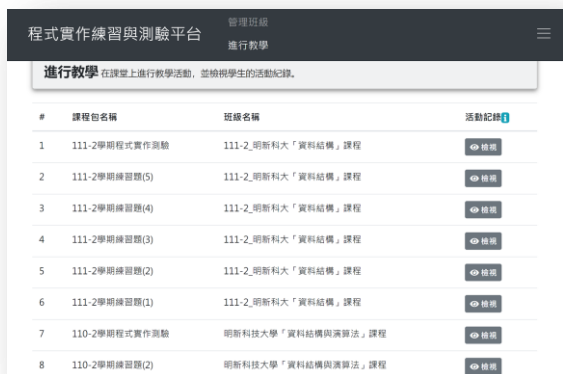 管理班級
程式實作練習與測驗平台
進行教學
進行教學 在課堂上進行教學活動，並檢視學生的活動紀錄。
# 課程包名稱 班級名稱 活動記錄 i
1 111-2學期程式實作測驗 111-2_明新科大「資料結構」課程 檢視
2 111-2學期練習題(5) 111-2_明新科大「資料結構」課程 檢視
3 111-2學期練習題(4) 111-2_明新科大「資料結構」課程 檢視
4 111-2學期練習題(3) 111-2_明新科大「資料結構」課程 檢視
5 111-2學期練習題(2) 111-2_明新科大「資料結構」課程 檢視
6 111-2學期練習題(1) 111-2_明新科大「資料結構」課程 檢視
7 110-2學期程式實作測驗 明新科技大學「資料結構與演算法」課程 檢視
8 110-2學期練習題(2) 明新科技大學「資料結構與演算法」課程 檢視